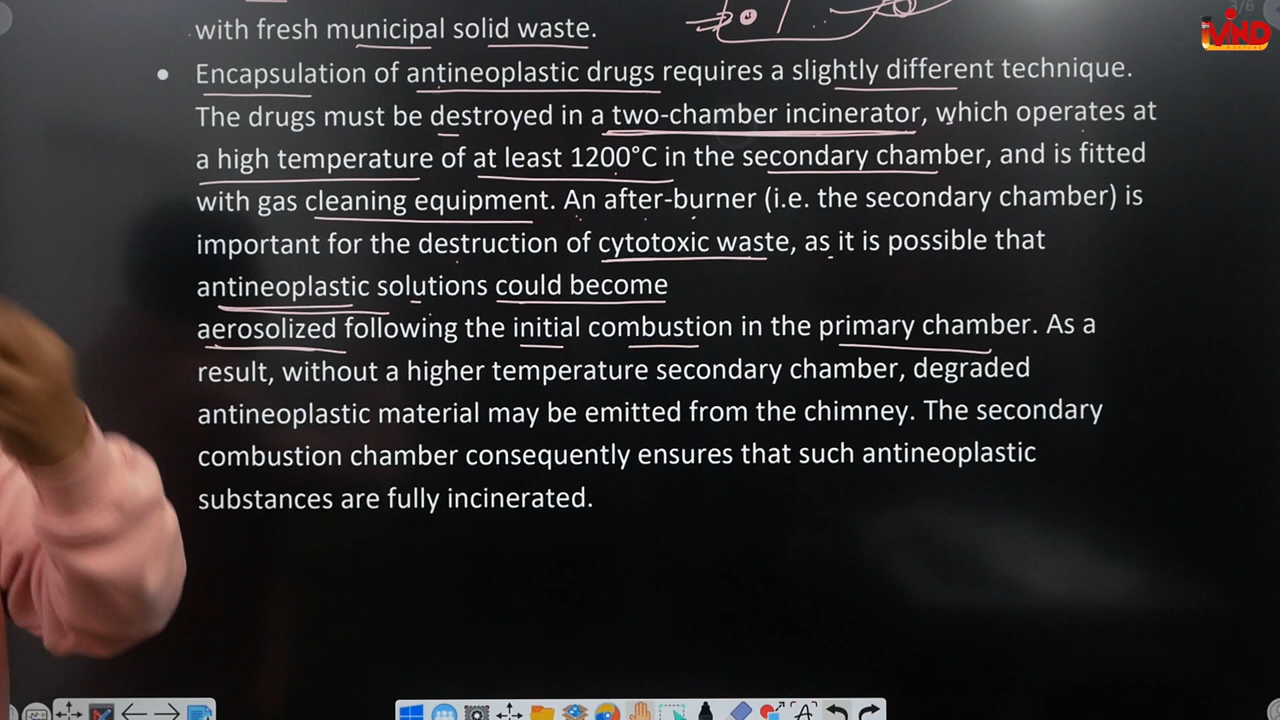 3/6
iMIND
with fresh municipal solid waste.
• Encapsulation of antineoplastic drugs requires a slightly different technique.
The drugs must be destroyed in a two-chamber incinerator, which operates at
a high temperature of at least 1200°C in the secondary chamber, and is fitted
with gas cleaning equipment. An after-burner (i.e. the secondary chamber) is
important for the destruction of cytotoxic waste, as it is possible that
antineoplastic solutions could become
aerosolized following the initial combustion in the primary chamber. As a
result, without a higher temperature secondary chamber, degraded
antineoplastic material may be emitted from the chimney. The secondary
combustion chamber consequently ensures that such antineoplastic
substances are fully incinerated.